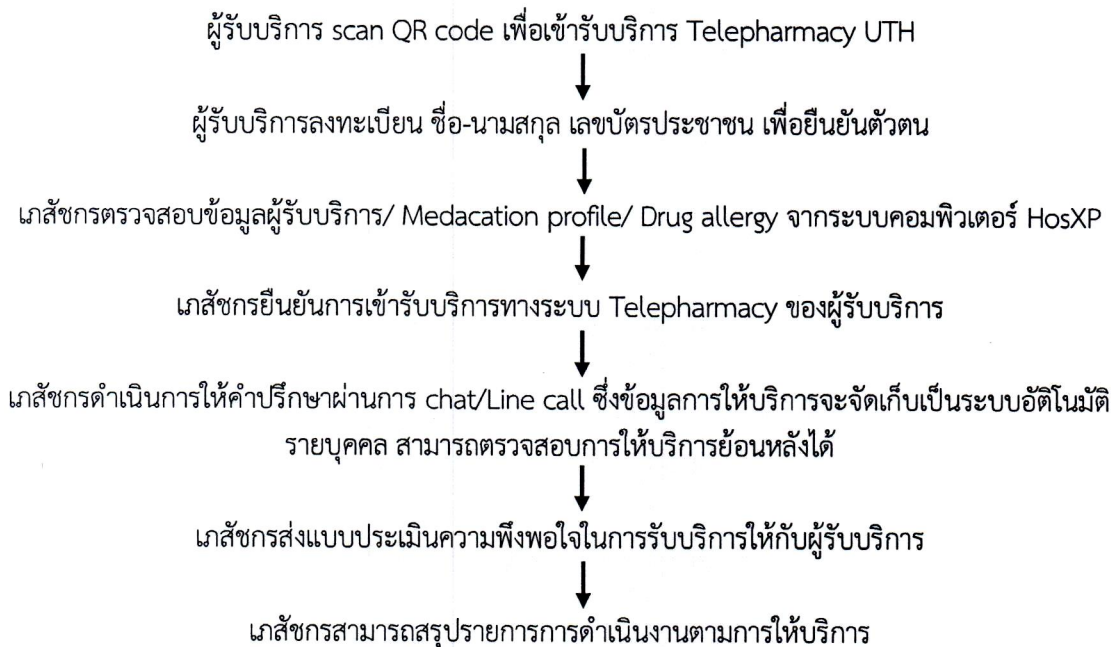 ผู้รับบริการ scan QR code เพื่อเข้ารับบริการ Telepharmacy UTH
ผู้รับบริการลงทะเบียน ชื่อ-นามสกุล เลขบัตรประชาชน เพื่อยืนยันตัวตน
เภสัชกรตรวจสอบข้อมูลผู้รับบริการ/ Medacation profile/ Drug allergy จากระบบคอมพิวเตอร์ HosXP
เภสัชกรยืนยันการเข้ารับบริการทางระบบ Telepharmacy ของผู้รับบริการ
เภสัชกรดำเนินการให้คำปรึกษาผ่านการ chat/Line call ซึ่งข้อมูลการให้บริการจะจัดเก็บเป็นระบบอัติโนมัติ
รายบุคคล สามารถตรวจสอบการให้บริการย้อนหลังได้
เภสัชกรส่งแบบประเมินความพึงพอใจในการรับบริการให้กับผู้รับบริการ
เภสัชกรสามารถสรุปรายการการดำเนินงานตามการให้บริการ